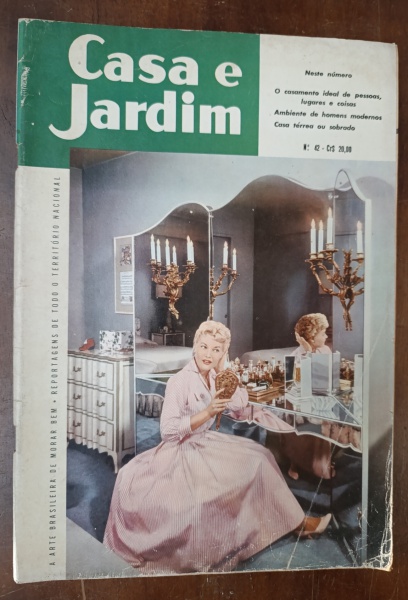 Casa e
Jardim
Neste número
O casamento ideal de pessoas,
lugares e coisas
Ambiente de homens modernos
Casa térrea ou sobrado
N.º 42 - Cr$ 20,00
A ARTE BRASILEIRA DE MORAR BEM • REPORTAGENS DE TODO O TERRITÓRIO NACIONAL